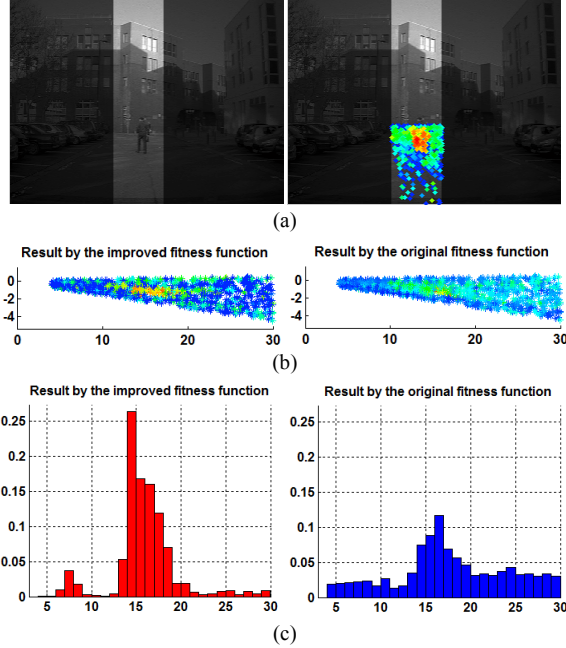 (a)
Result by the improved fitness function
Result by the original fitness function
0
-2
-4
0 10 20 30
0
-2
-4
0 10 20 30
(b)
Result by the improved fitness function
Result by the original fitness function
0.25
0.2
0.15
0.1
0.05
0
5 10 15 20 25 30
0.25
0.2
0.15
0.1
0.05
0
5 10 15 20 25 30
(c)